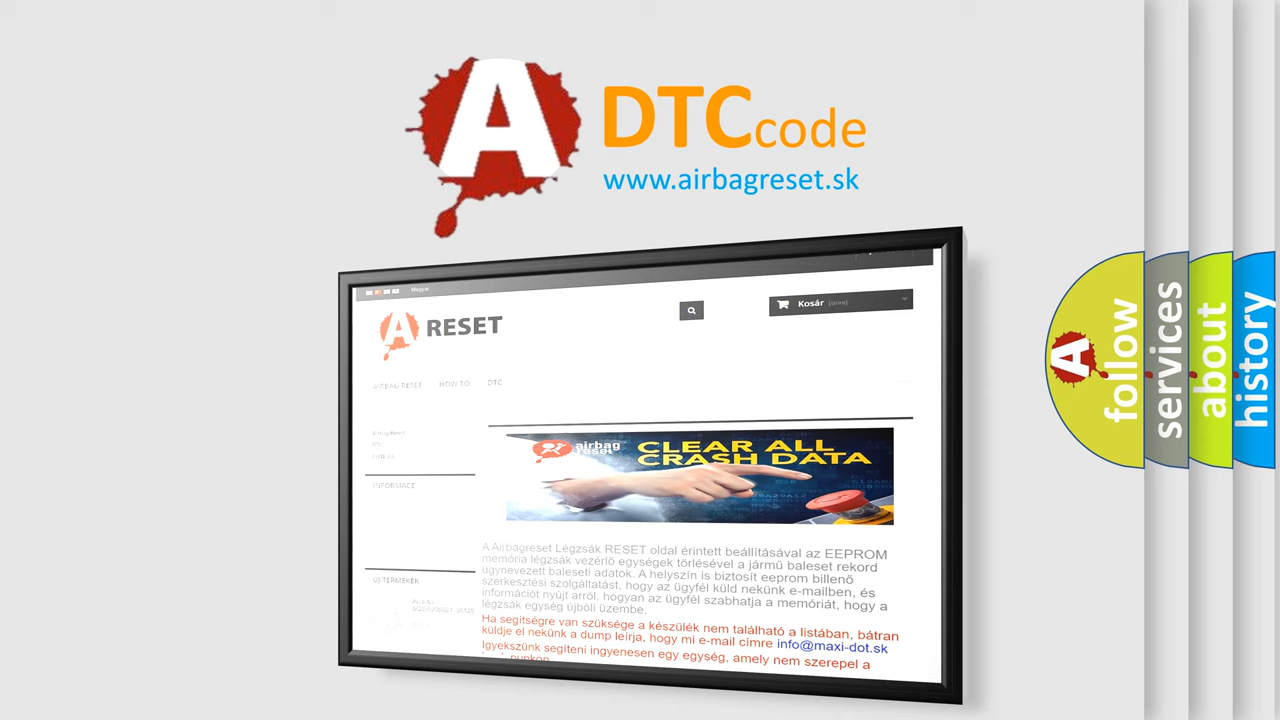 A
DTCcode
www.airbagreset.sk
Magyar
A RESET
Kosár (üres)
AIRBAG RESET HOW TO DTC
INFORMACE
airbag
reset
CLEAR ALL
CRASH DATA
A Airbagreset Légzsák RESET oldal érintett beállításával az EEPROM
memória légzsák vezérlő egységek törlésével a jármű baleset rekord
úgynevezett baleseti adatok. A helyszín is biztosít eeprom billenő
szerkesztési szolgáltatást, hogy az ügyfél küld nekünk e-mailben, és
információt nyújt arról, hogyan az ügyfél szabhatja a memóriát, hogy a
légzsák egység újbóli üzembe.
Ha segítségre van szüksége a készülék nem található a listában, bátran
küldje el nekünk a dump leírja, hogy mi e-mail címre info@maxi-dot.sk
Igyekszünk segíteni ingyenesen egy egység, amely nem szerepel a
ÚJ TERMÉKEK
A
follow
services
about
history